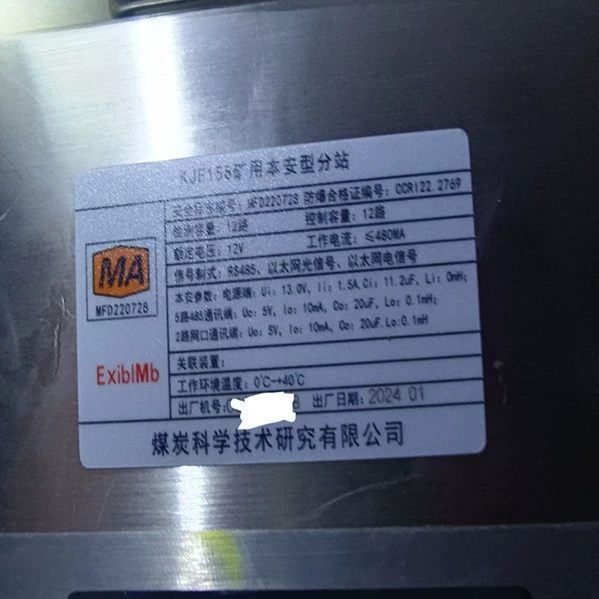 KJF155矿用本安型分站
安全标志编号：MFD220728 防爆合格证编号：CCRI22.2769
检测容量：12路 控制容量：12路
额定电压：12V 工作电流：≤480MA
信号制式：RS485、以太网光信号、以太网电信号
本安参数：电源端：Ui：13.0V, Ii：1.5A,Ci：11.2uF, Li：0mH;
5路485通讯端：Uo：5V, Io：10mA, Co：20uF, Lo：0.1mH;
2路网口通讯端：Uo：5V, Io：10mA, Co：20uF,Lo:0.1mH
MA
MFD220728
ExibIMb
关联装置：
工作环境温度：0℃~+40℃
出厂机号: 出厂日期：2024 01
煤炭科学技术研究有限公司